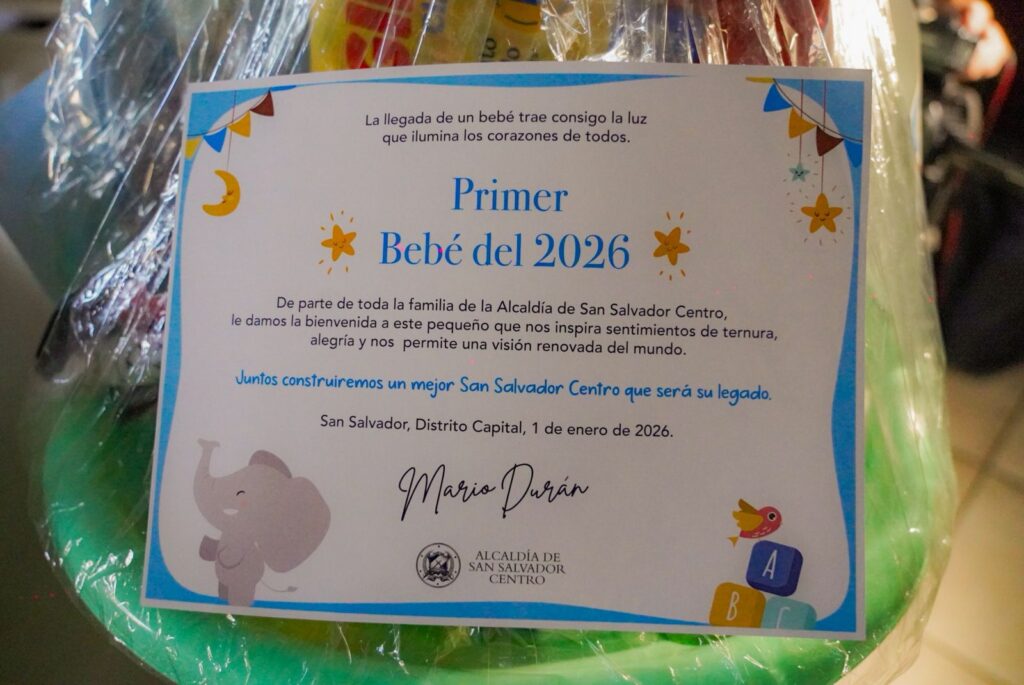 La llegada de un bebé trae consigo la luz
que ilumina los corazones de todos.
Primer
Bebé del 2026
De parte de toda la familia de la Alcaldía de San Salvador Centro,
le damos la bienvenida a este pequeño que nos inspira sentimientos de ternura,
alegría y nos permite una visión renovada del mundo.
Juntos construiremos un mejor San Salvador Centro que será su legado.
San Salvador, Distrito Capital, 1 de enero de 2026.
Mario Durán
ALCALDÍA DE
SAN SALVADOR
CENTRO
A
B C